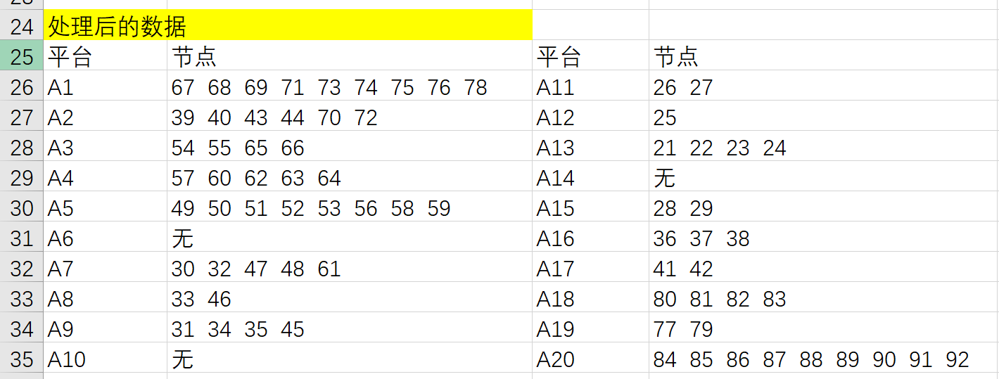 24 处理后的数据
25 平台 节点 平台 节点
26 A1 67 68 69 71 73 74 75 76 78 A11 26 27
27 A2 39 40 43 44 70 72 A12 25
28 A3 54 55 65 66 A13 21 22 23 24
29 A4 57 60 62 63 64 A14 无
30 A5 49 50 51 52 53 56 58 59 A15 28 29
31 A6 无 A16 36 37 38
32 A7 30 32 47 48 61 A17 41 42
33 A8 33 46 A18 80 81 82 83
34 A9 31 34 35 45 A19 77 79
35 A10 无 A20 84 85 86 87 88 89 90 91 92